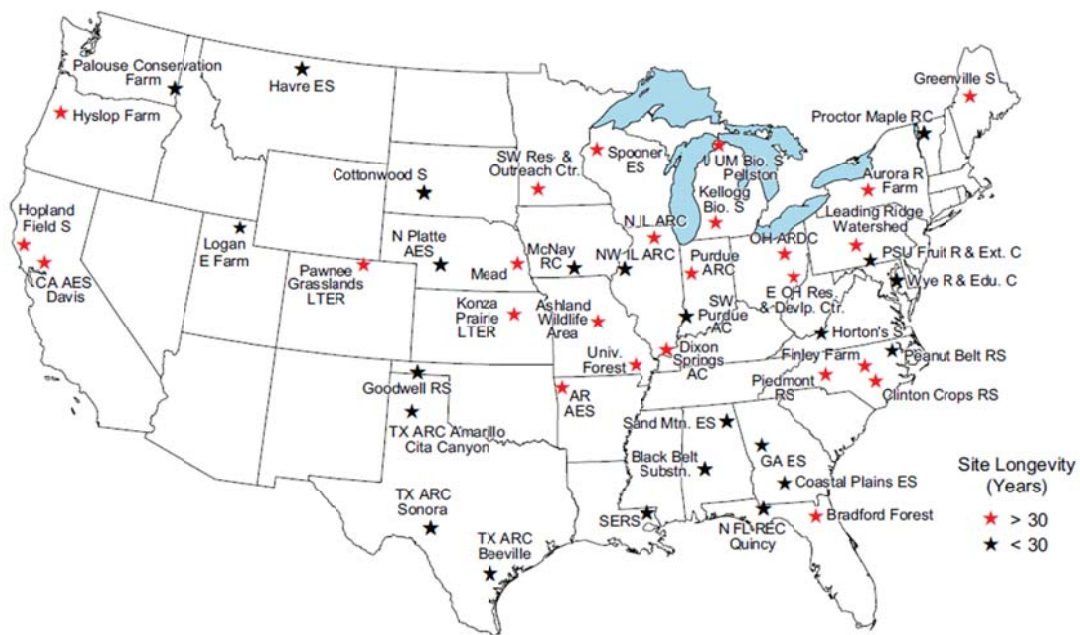 Greenville S
Palouse Conservation
Farm
Havre ES
Proctor Maple RC
Hyslop Farm
SW Res- &
Outreach Ctr.
Spooner
ES
UM Bio. S
Pellston
Aurora R
Farm
Cottonwood S
Kellogg
Bio. S
Hopland
Field S
Leading Ridge
Watershed
N IL ARC
Logan
E Farm
N Platte
AES
McNay
RC
NW IL ARC
Purdue
ARC
OH ARDC
PSU Fruit R & Ext. C
CA AES
Davis
Pawnee
Grasslands
LTER
Mead
Wye R & Edu. C
E OH Res.
& Devlp. Ctr.
Konza
Prairie
LTER
Ashland
Wildlife
Area
SW
Purdue
AC
Horton's S
Univ.
Forest
Dixon
Springs
AC
Finley Farm
Peanut Belt RS
Goodwell RS
AR
AES
Piedmont
RS
Clinton Crops RS
TX ARC Amarillo
Cita Canyon
Sand Mtn. ES
Black Belt
Substn.
GA ES
Coastal Plains ES
TX ARC
Sonora
SERS
N FL REC
Quincy
Bradford Forest
TX ARC
Beeville
Site Longevity
(Years)
> 30
< 30